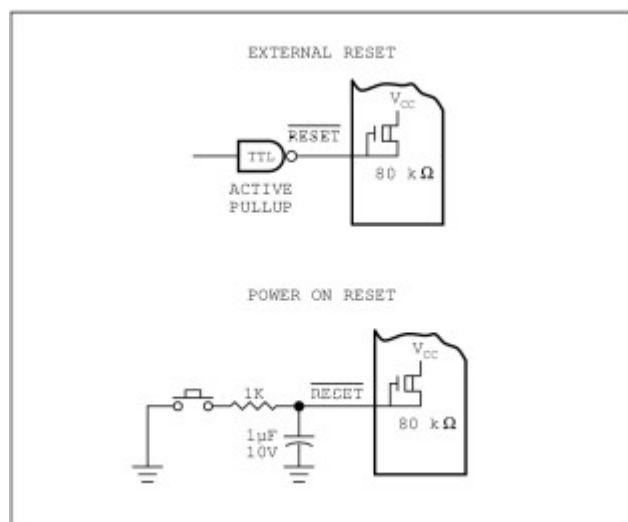 EXTERNAL RESET
VCC
RESET
TTL
80 kΩ
ACTIVE
PULLUP
POWER ON RESET
VCC
1K
RESET
1µF
10V
80 kΩ